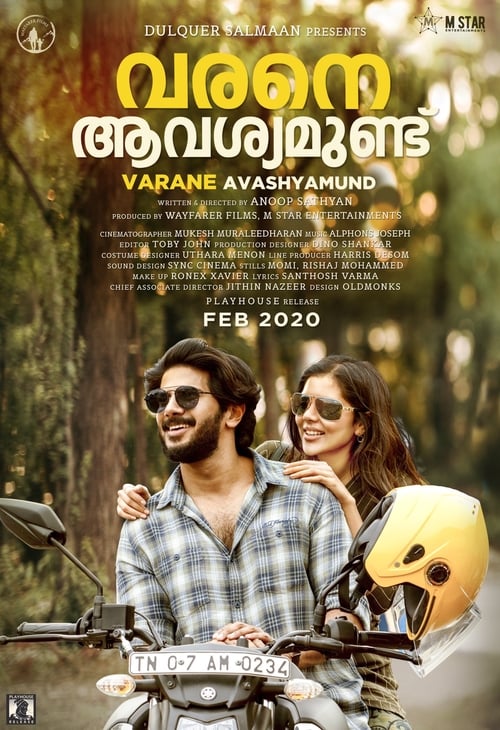 DULQUER SALMAAN PRESENTS
M STAR
ENTERTAINMENTS
വരനെ
ആവശ്യമുണ്ട്
VARANE AVASHYAMUND
WRITTEN & DIRECTED BY ANOOP SATHYAN
PRODUCED BY WAYFARER FILMS, M STAR ENTERTAINMENTS
CINEMATOGRAPHER MUKESH MURALEEDHARAN MUSIC ALPHONS JOSEPH
EDITOR TOBY JOHN PRODUCTION DESIGNER DINO SHANKAR
COSTUME DESIGNER UTHARA MENON LINE PRODUCER HARRIS DESOM
SOUND DESIGN SYNC CINEMA STILLS MOMI, RISHAJ MOHAMMED
MAKE UP RONEX XAVIER LYRICS SANTHOSH VARMA
CHIEF ASSOCIATE DIRECTOR JITHIN NAZEER DESIGN OLDMONKS
PLAYHOUSE RELEASE
FEB 2020
TN 07 AM 0234
PLAYHOUSE
RELEASE